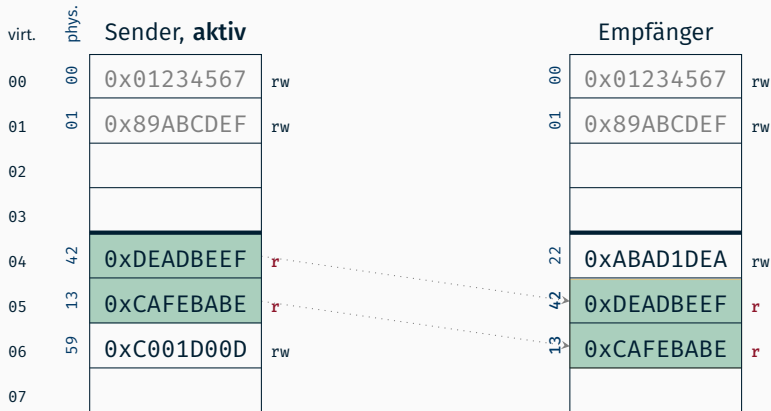 virt. phys. Sender, aktiv Empfänger
00 00 0x01234567 rw 00 0x01234567 rw
01 01 0x89ABCDEF rw 01 0x89ABCDEF rw
02
03
04 42 0xDEADBEEF r 22 0xABAD1DEA rw
05 13 0xCAFEBABE r 42 0xDEADBEEF r
06 59 0xC001D00D rw 13 0xCAFEBABE r
07